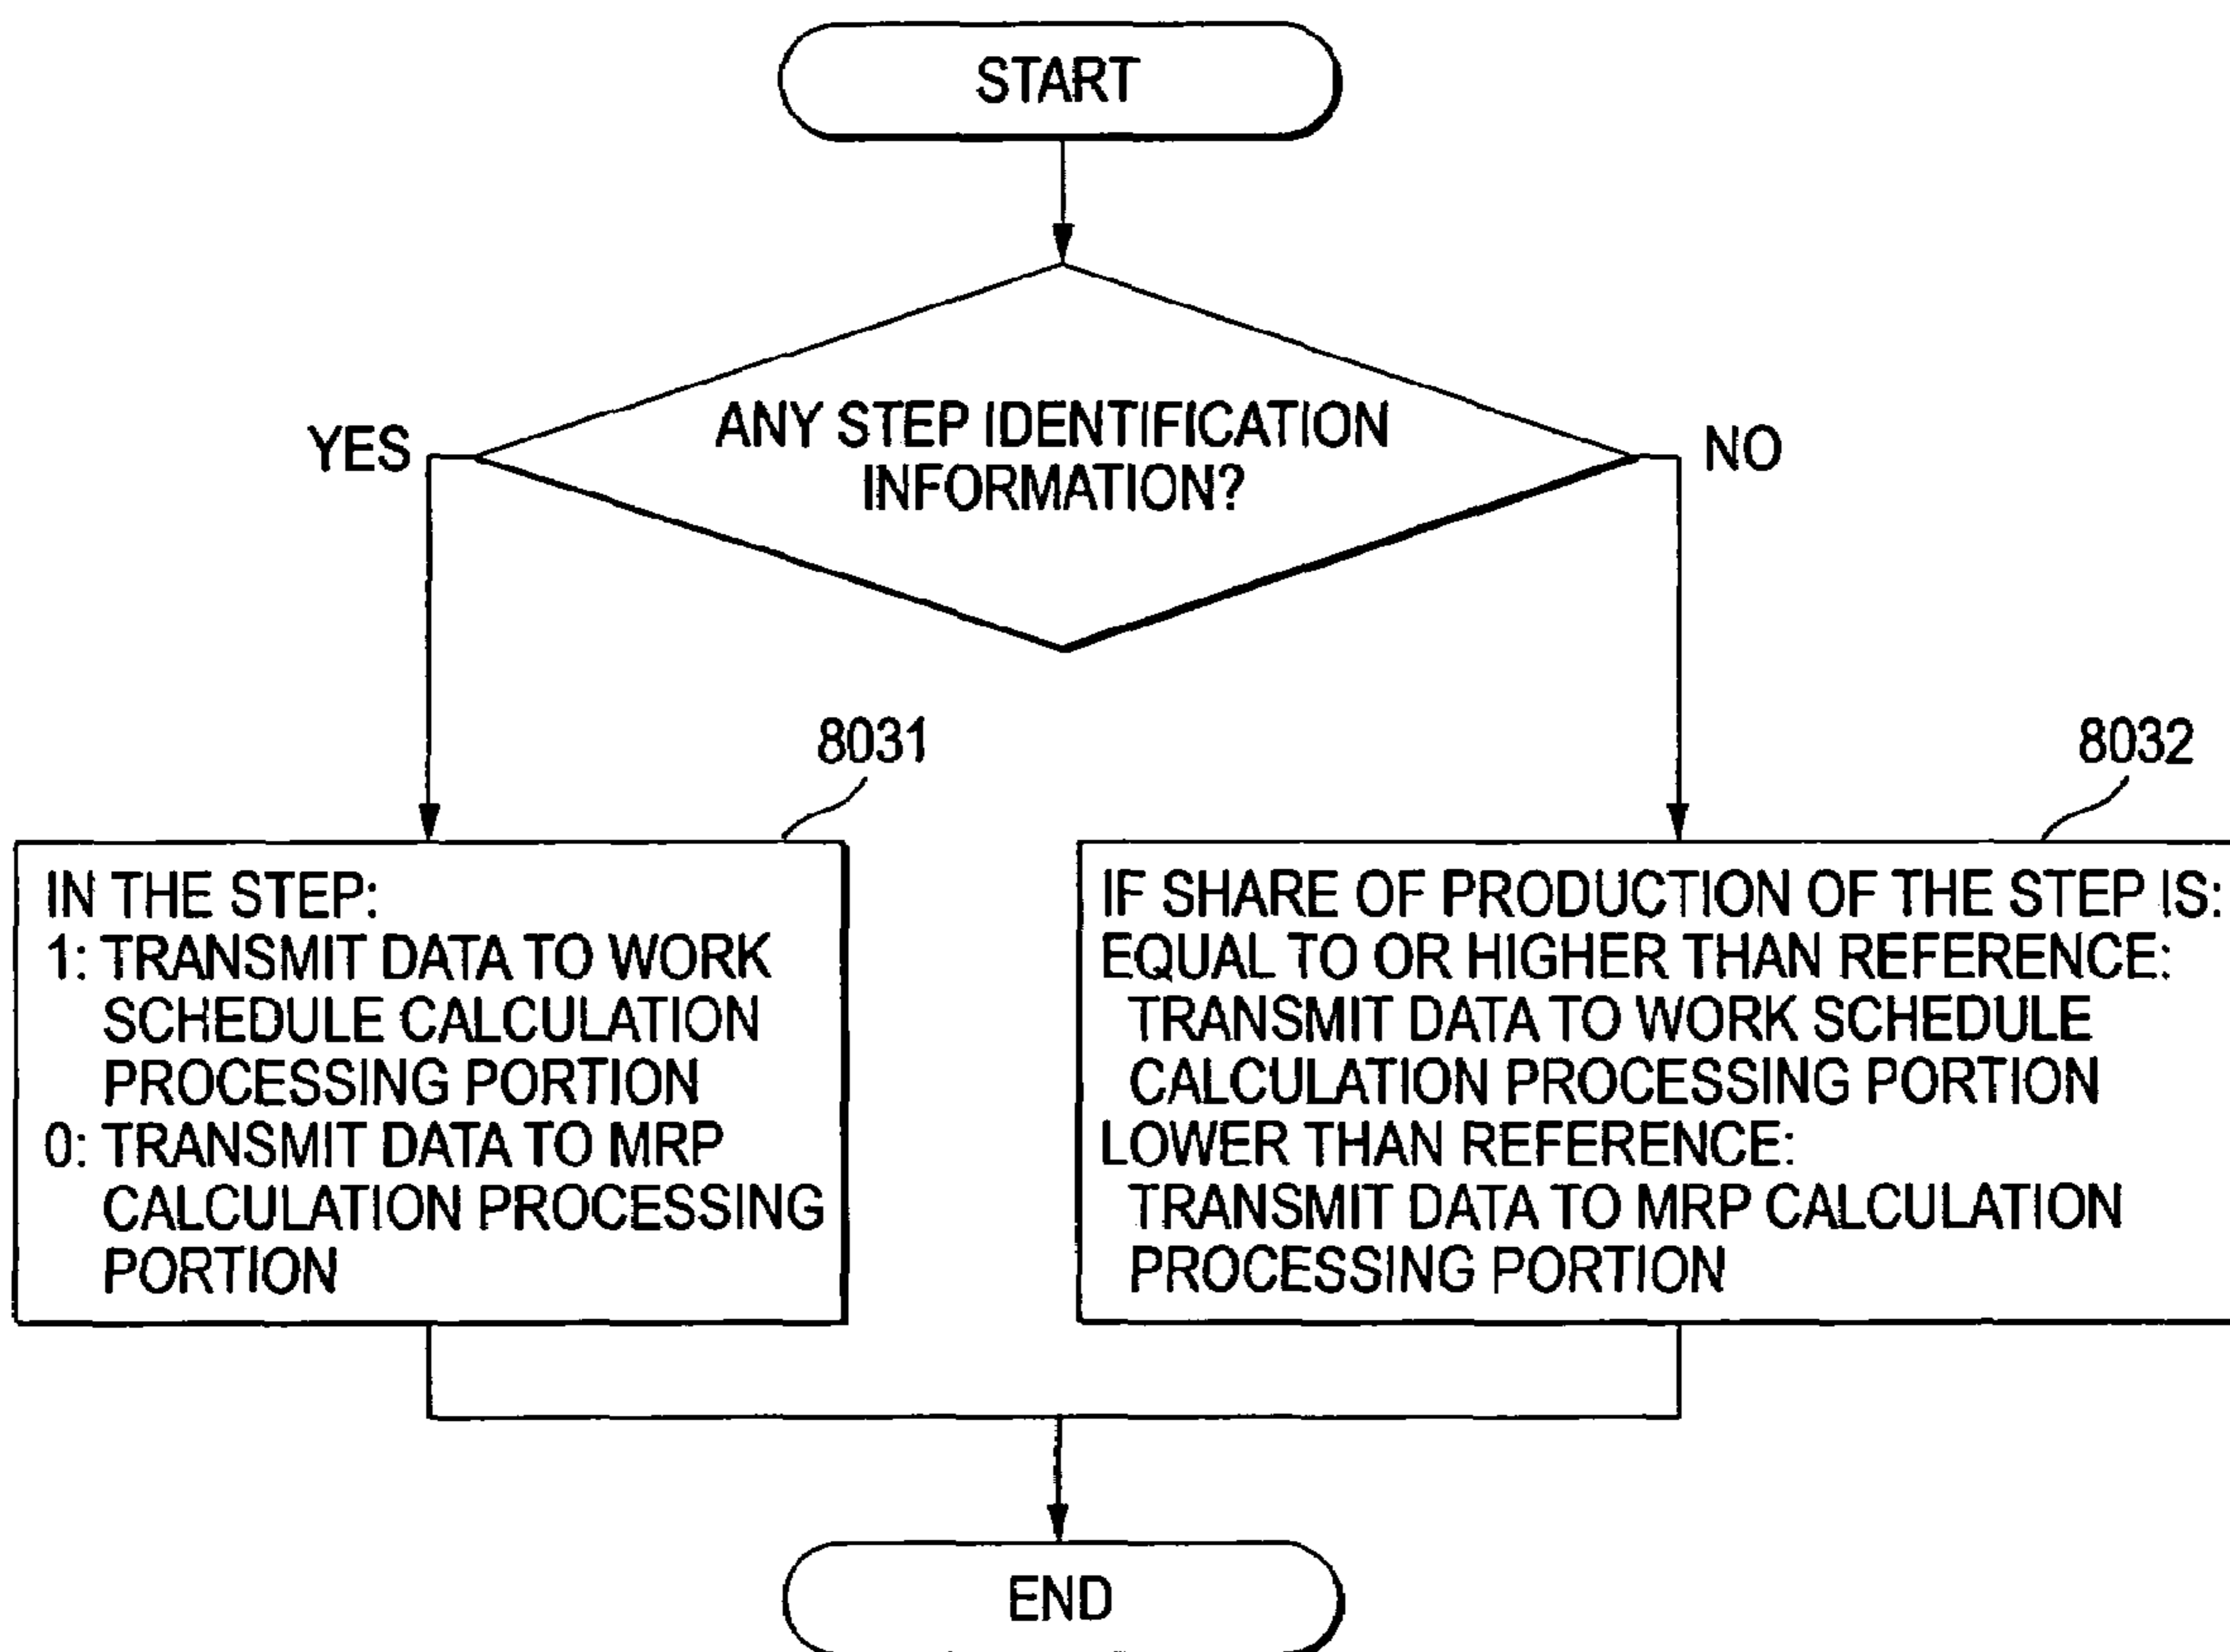 START
ANY STEP IDENTIFICATION
INFORMATION?
YES
NO
8031
8032
IN THE STEP:
1: TRANSMIT DATA TO WORK
SCHEDULE CALCULATION
PROCESSING PORTION
0: TRANSMIT DATA TO MRP
CALCULATION PROCESSING
PORTION
IF SHARE OF PRODUCTION OF THE STEP IS:
EQUAL TO OR HIGHER THAN REFERENCE:
TRANSMIT DATA TO WORK SCHEDULE
CALCULATION PROCESSING PORTION
LOWER THAN REFERENCE:
TRANSMIT DATA TO MRP CALCULATION
PROCESSING PORTION
END